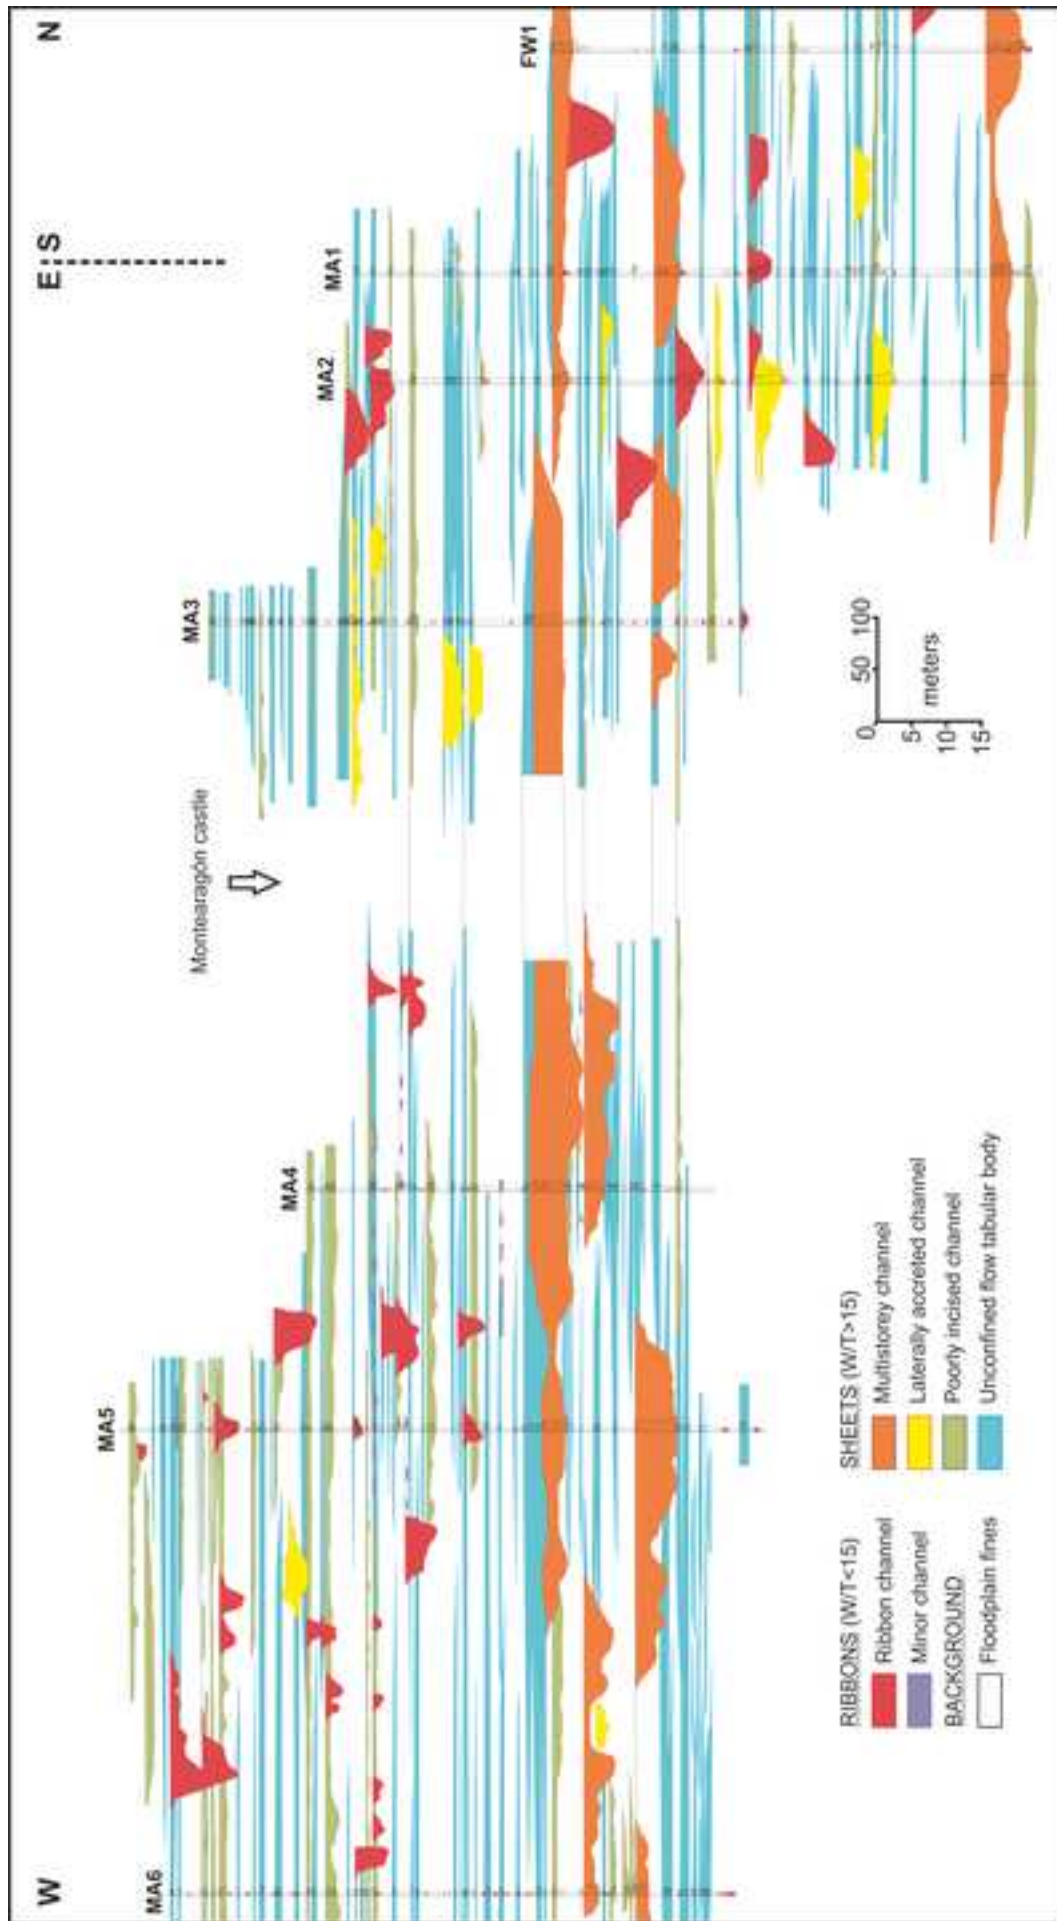 W
E S
N
MA6
MA5
MA4
MA3
MA2
MA1
FW1
Montearagón castle
RIBBONS (W/T<15)
Ribbon channel
Minor channel
BACKGROUND
Floodplain fines
SHEETS (W/T>15)
Multistorey channel
Laterally accreted channel
Poorly incised channel
Unconfined flow tabular body
0 50 100
5
10
15
meters